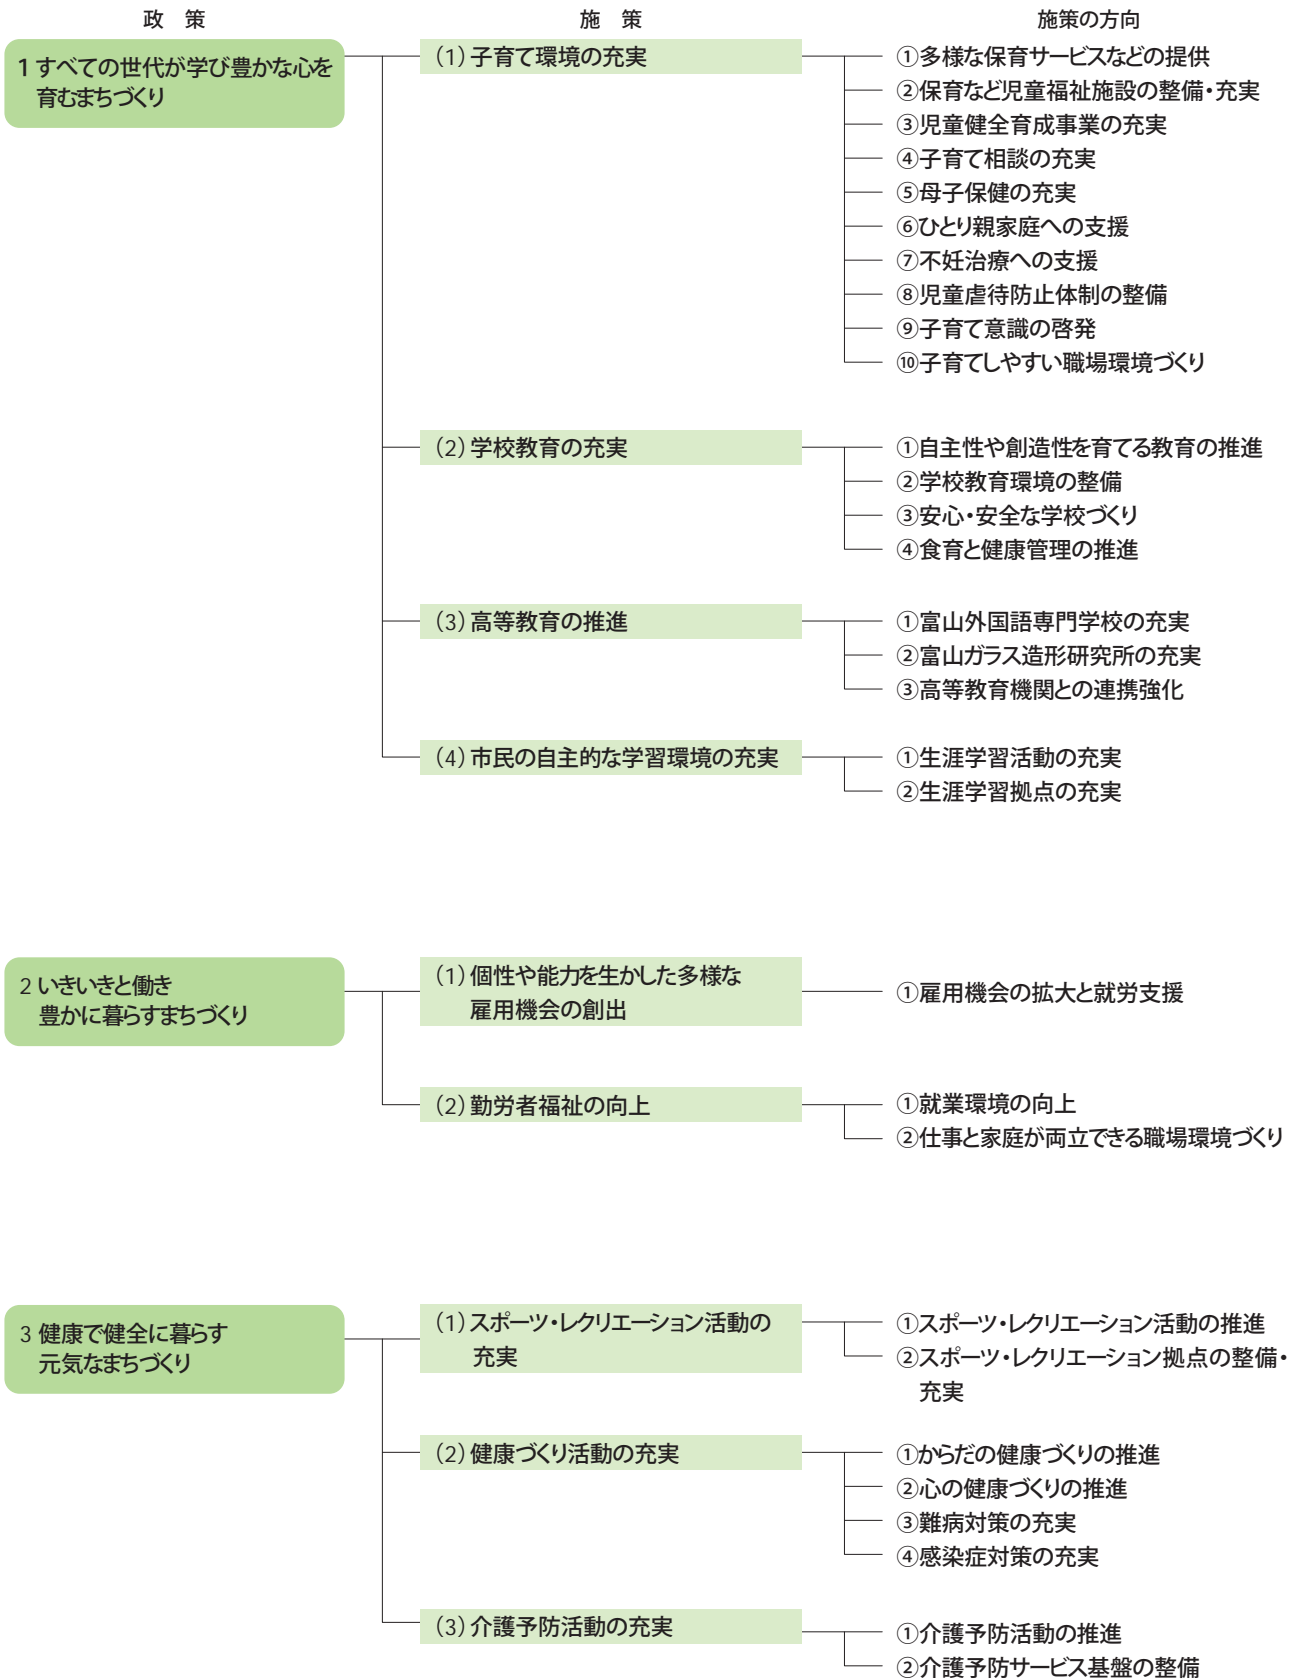 政　策
施　策
施策の方向
1 すべての世代が学び豊かな心を
育むまちづくり
(1) 子育て環境の充実
①多様な保育サービスなどの提供
②保育など児童福祉施設の整備・充実
③児童健全育成事業の充実
④子育て相談の充実
⑤母子保健の充実
⑥ひとり親家庭への支援
⑦不妊治療への支援
⑧児童虐待防止体制の整備
⑨子育て意識の啓発
⑩子育てしやすい職場環境づくり
(2) 学校教育の充実
①自主性や創造性を育てる教育の推進
②学校教育環境の整備
③安心・安全な学校づくり
④食育と健康管理の推進
(3) 高等教育の推進
①富山外国語専門学校の充実
②富山ガラス造形研究所の充実
③高等教育機関との連携強化
(4) 市民の自主的な学習環境の充実
①生涯学習活動の充実
②生涯学習拠点の充実
2 いきいきと働き
豊かに暮らすまちづくり
(1) 個性や能力を生かした多様な
雇用機会の創出
①雇用機会の拡大と就労支援
(2) 勤労者福祉の向上
①就業環境の向上
②仕事と家庭が両立できる職場環境づくり
3 健康で健全に暮らす
元気なまちづくり
(1) スポーツ・レクリエーション活動の
充実
①スポーツ・レクリエーション活動の推進
②スポーツ・レクリエーション拠点の整備・
充実
(2) 健康づくり活動の充実
①からだの健康づくりの推進
②心の健康づくりの推進
③難病対策の充実
④感染症対策の充実
(3) 介護予防活動の充実
①介護予防活動の推進
②介護予防サービス基盤の整備